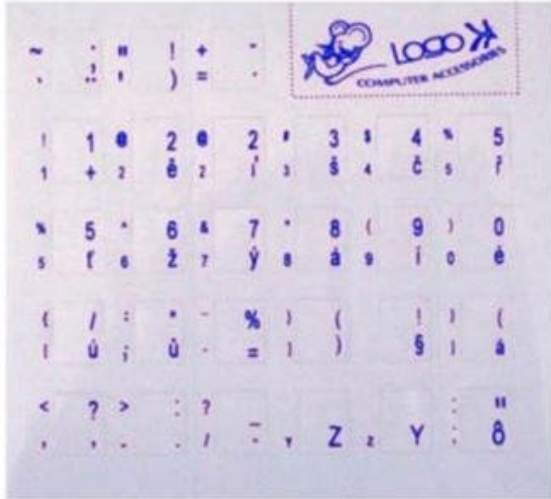 ~ " ! +
' ) =
LOGO K
COMPUTER ACCESSORIES
! 1 @ 2 @ 2 # 3 $ 4 % 5
1 + 2 ě 2 3 š 4 č 5 ř
% 5 ^ 6 & 7 * 8 ( 9 ) 0
5 ť 6 ž 7 ý 8 á 9 í 0 é
{ / : " % } ( ! } (
[ ú ; ů - = ] ) § ] ä
< ? > : ? : "
, , . . / - Y Z Z Y ; ô